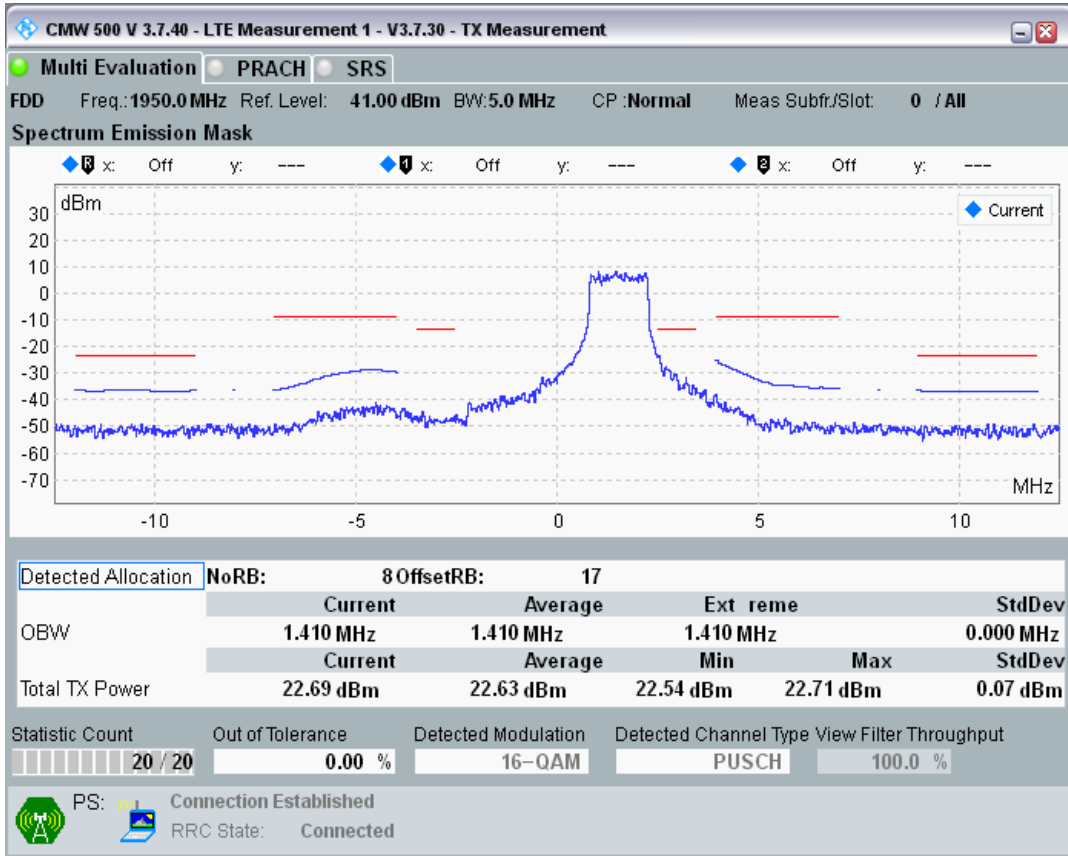 CMW 500 V 3.7.40 - LTE Measurement 1 - V3.7.30 - TX Measurement
Multi Evaluation PRACH SRS
FDD Freq.: 1950.0 MHz Ref. Level: 41.00 dBm BW: 5.0 MHz CP :Normal Meas Subfr./Slot: 0 / All
Spectrum Emission Mask
R x: Off y: --- 1 x: Off y: --- 2 x: Off y: ---
dBm
Current
30
20
10
0
-10
-20
-30
-40
-50
-60
-70
MHz
-10 -5 0 5 10
Detected Allocation NoRB: 8 OffsetRB: 17
Current Average Ext reme StdDev
OBW 1.410 MHz 1.410 MHz 1.410 MHz 0.000 MHz
Current Average Min Max StdDev
Total TX Power 22.69 dBm 22.63 dBm 22.54 dBm 22.71 dBm 0.07 dBm
Statistic Count Out of Tolerance Detected Modulation Detected Channel Type View Filter Throughput
20 / 20 0.00 % 16-QAM PUSCH 100.0 %
PS: Connection Established
RRC State: Connected